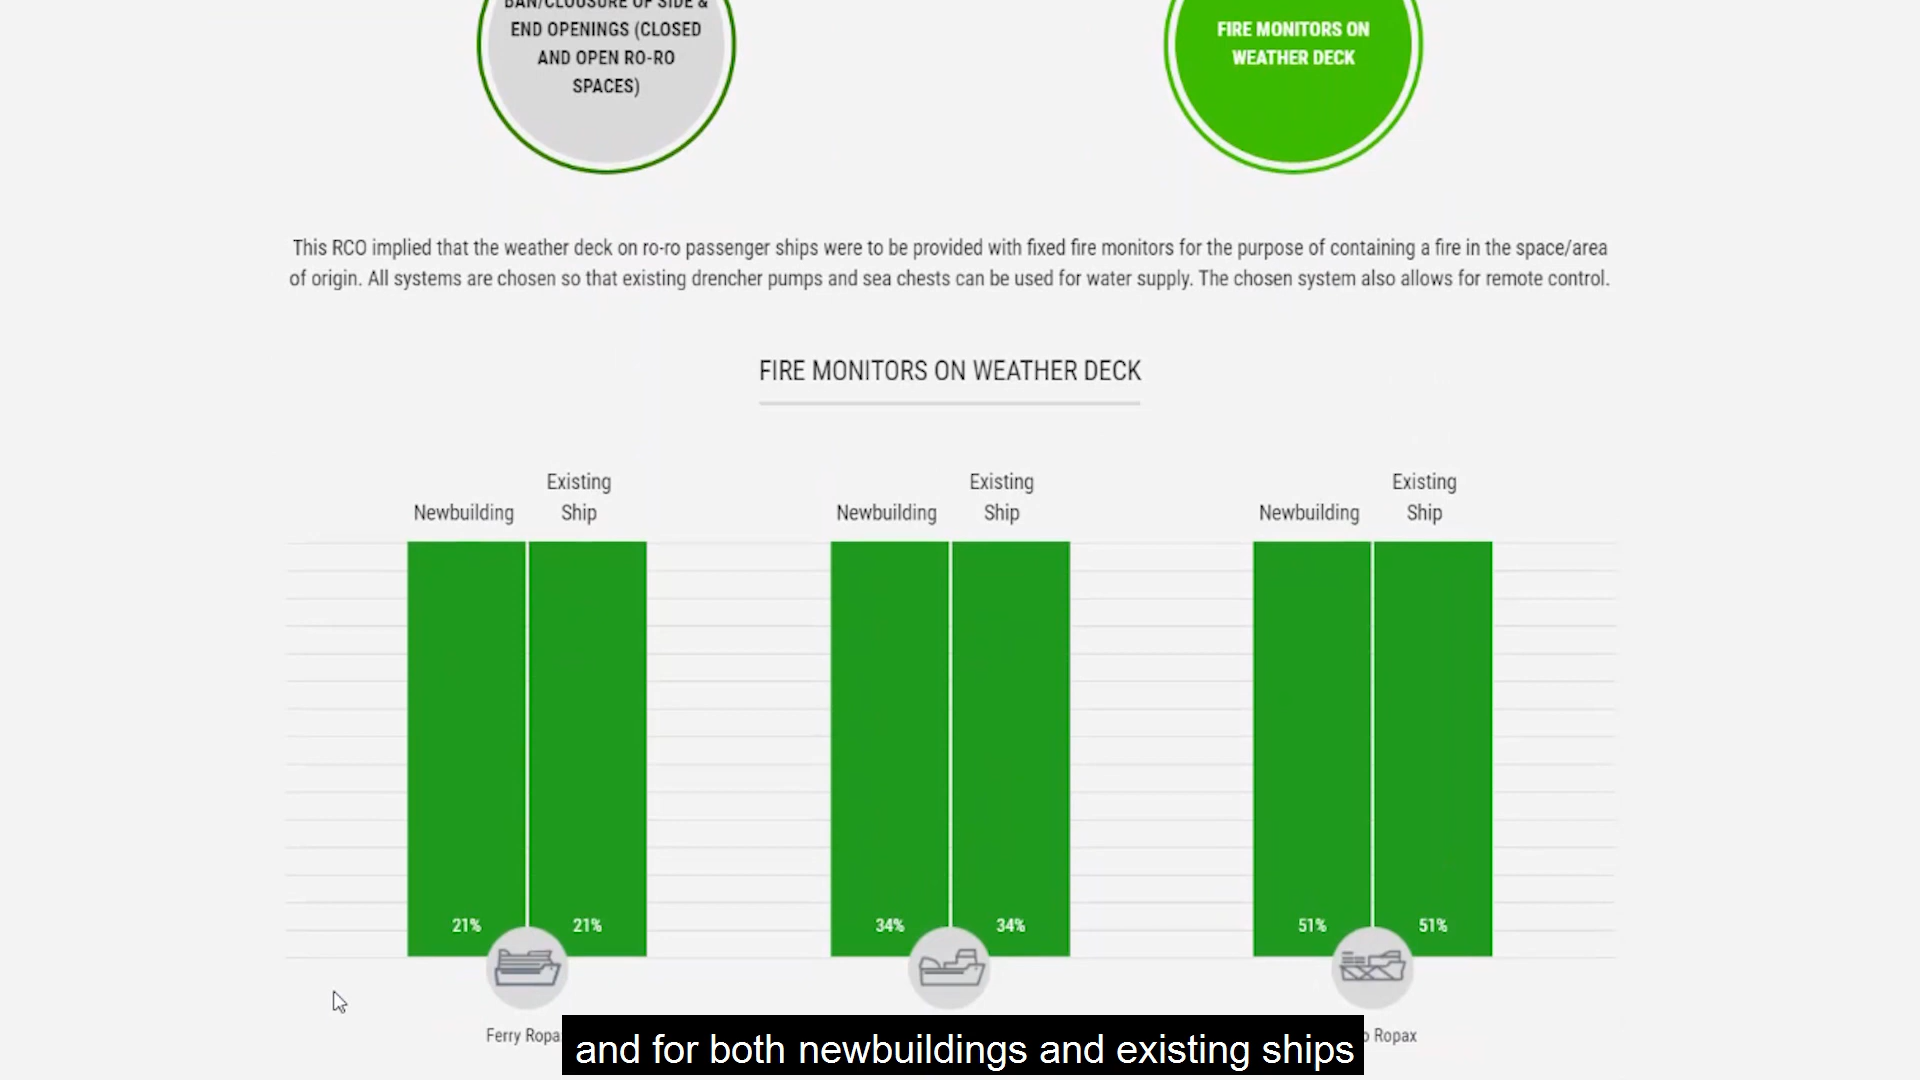 BAN/CLOUSURE OF SIDE &
END OPENINGS (CLOSED
AND OPEN RO-RO
SPACES)
FIRE MONITORS ON
WEATHER DECK
This RCO implied that the weather deck on ro-ro passenger ships were to be provided with fixed fire monitors for the purpose of containing a fire in the space/area
of origin. All systems are chosen so that existing drencher pumps and sea chests can be used for water supply. The chosen system also allows for remote control.
FIRE MONITORS ON WEATHER DECK
Newbuilding
Existing
Ship
Newbuilding
Existing
Ship
Newbuilding
Existing
Ship
21%
21%
34%
34%
51%
51%
Ferry
Ropax
and for both newbuildings and existing ships